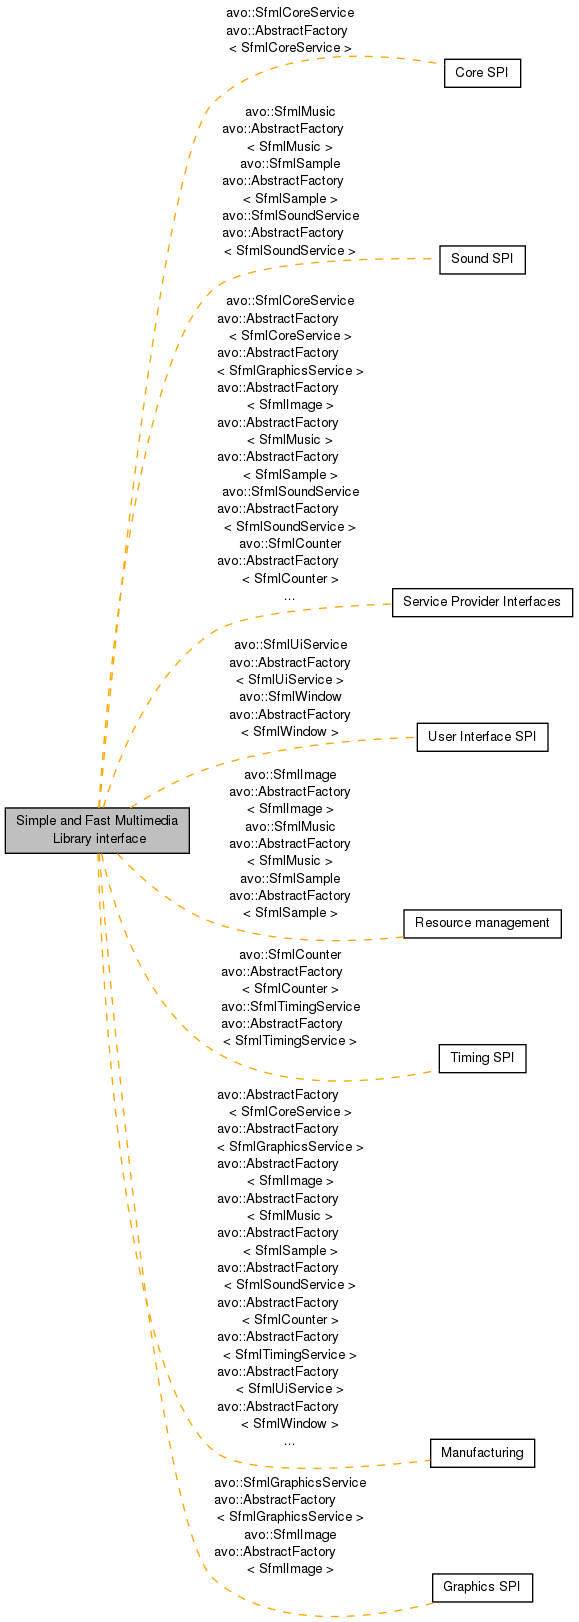 avo::SfmlCoreService
avo::AbstractFactory
< SfmlCoreService >
Core SPI
avo::SfmlMusic
avo::AbstractFactory
< SfmlMusic >
avo::SfmlSample
avo::AbstractFactory
< SfmlSample >
avo::SfmlSoundService
avo::AbstractFactory
< SfmlSoundService >
Sound SPI
avo::SfmlCoreService
avo::AbstractFactory
< SfmlCoreService >
avo::AbstractFactory
< SfmlGraphicsService >
avo::AbstractFactory
< SfmlImage >
avo::AbstractFactory
< SfmlMusic >
avo::AbstractFactory
< SfmlSample >
avo::SfmlSoundService
avo::AbstractFactory
< SfmlSoundService >
avo::SfmlCounter
avo::AbstractFactory
< SfmlCounter >
...
Service Provider Interfaces
avo::SfmlUiService
avo::AbstractFactory
< SfmlUiService >
avo::SfmlWindow
avo::AbstractFactory
< SfmlWindow >
User Interface SPI
Simple and Fast Multimedia
Library interface
avo::SfmlImage
avo::AbstractFactory
< SfmlImage >
avo::SfmlMusic
avo::AbstractFactory
< SfmlMusic >
avo::SfmlSample
avo::AbstractFactory
< SfmlSample >
Resource management
avo::SfmlCounter
avo::AbstractFactory
< SfmlCounter >
avo::SfmlTimingService
avo::AbstractFactory
< SfmlTimingService >
Timing SPI
avo::AbstractFactory
< SfmlCoreService >
avo::AbstractFactory
< SfmlGraphicsService >
avo::AbstractFactory
< SfmlImage >
avo::AbstractFactory
< SfmlMusic >
avo::AbstractFactory
< SfmlSample >
avo::AbstractFactory
< SfmlSoundService >
avo::AbstractFactory
< SfmlCounter >
avo::AbstractFactory
< SfmlTimingService >
avo::AbstractFactory
< SfmlUiService >
avo::AbstractFactory
< SfmlWindow >
...
Manufacturing
avo::SfmlGraphicsService
avo::AbstractFactory
< SfmlGraphicsService >
avo::SfmlImage
avo::AbstractFactory
< SfmlImage >
Graphics SPI